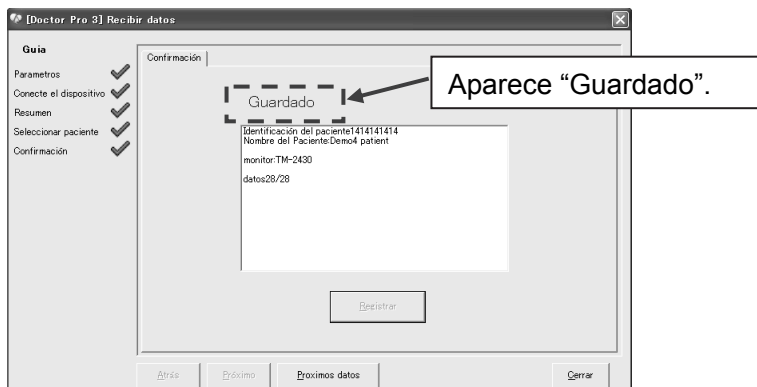 [Doctor Pro 3] Recibir datos
Guia
Parametros
Conecte el dispositivo
Resumen
Seleccionar paciente
Confirmación
Confirmación
Guardado
Aparece “Guardado”.
Identificación del paciente1414141414
Nombre del Paciente:Demo4 patient
monitor:TM-2430
datos28/28
Registrar
Atrás
Próximo
Proximos datos
Cerrar